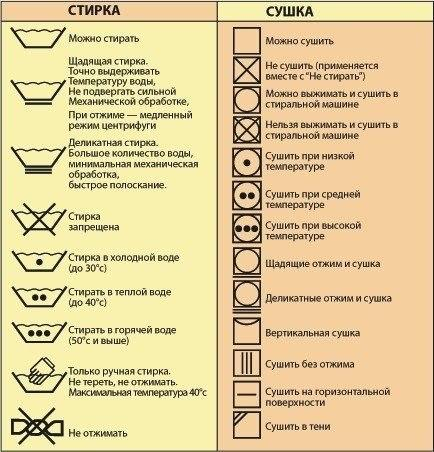 СТИРКА
Можно стирать
Щадящая стирка.
Точно выдерживать
Температуру воды,
Не подвергать сильной
Механической обработке,
При отжиме — медленный
режим центрифуги
Деликатная стирка.
Большое количество воды,
минимальная механическая
обработка,
быстрое полоскание.
Стирка
запрещена
Стирка в холодной воде
(до 30°с)
Стирать в теплой воде
(до 40°с)
Стирать в горячей воде
(50°с и выше)
Только ручная стирка.
Не тереть, не отжимать.
Максимальная температура 40°с
Не отжимать
СУШКА
Можно сушить
Не сушить (применяется
вместе с “Не стирать”)
Можно выжимать и сушить в
стиральной машине
Нельзя выжимать и сушить в
стиральной машине
Сушить при низкой
температуре
Сушить при средней
температуре
Сушить при высокой
температуре
Щадящие отжим и сушка
Деликатные отжим и сушка
Вертикальная сушка
Сушить без отжима
Сушить на горизонтальной
поверхности
Сушить в тени